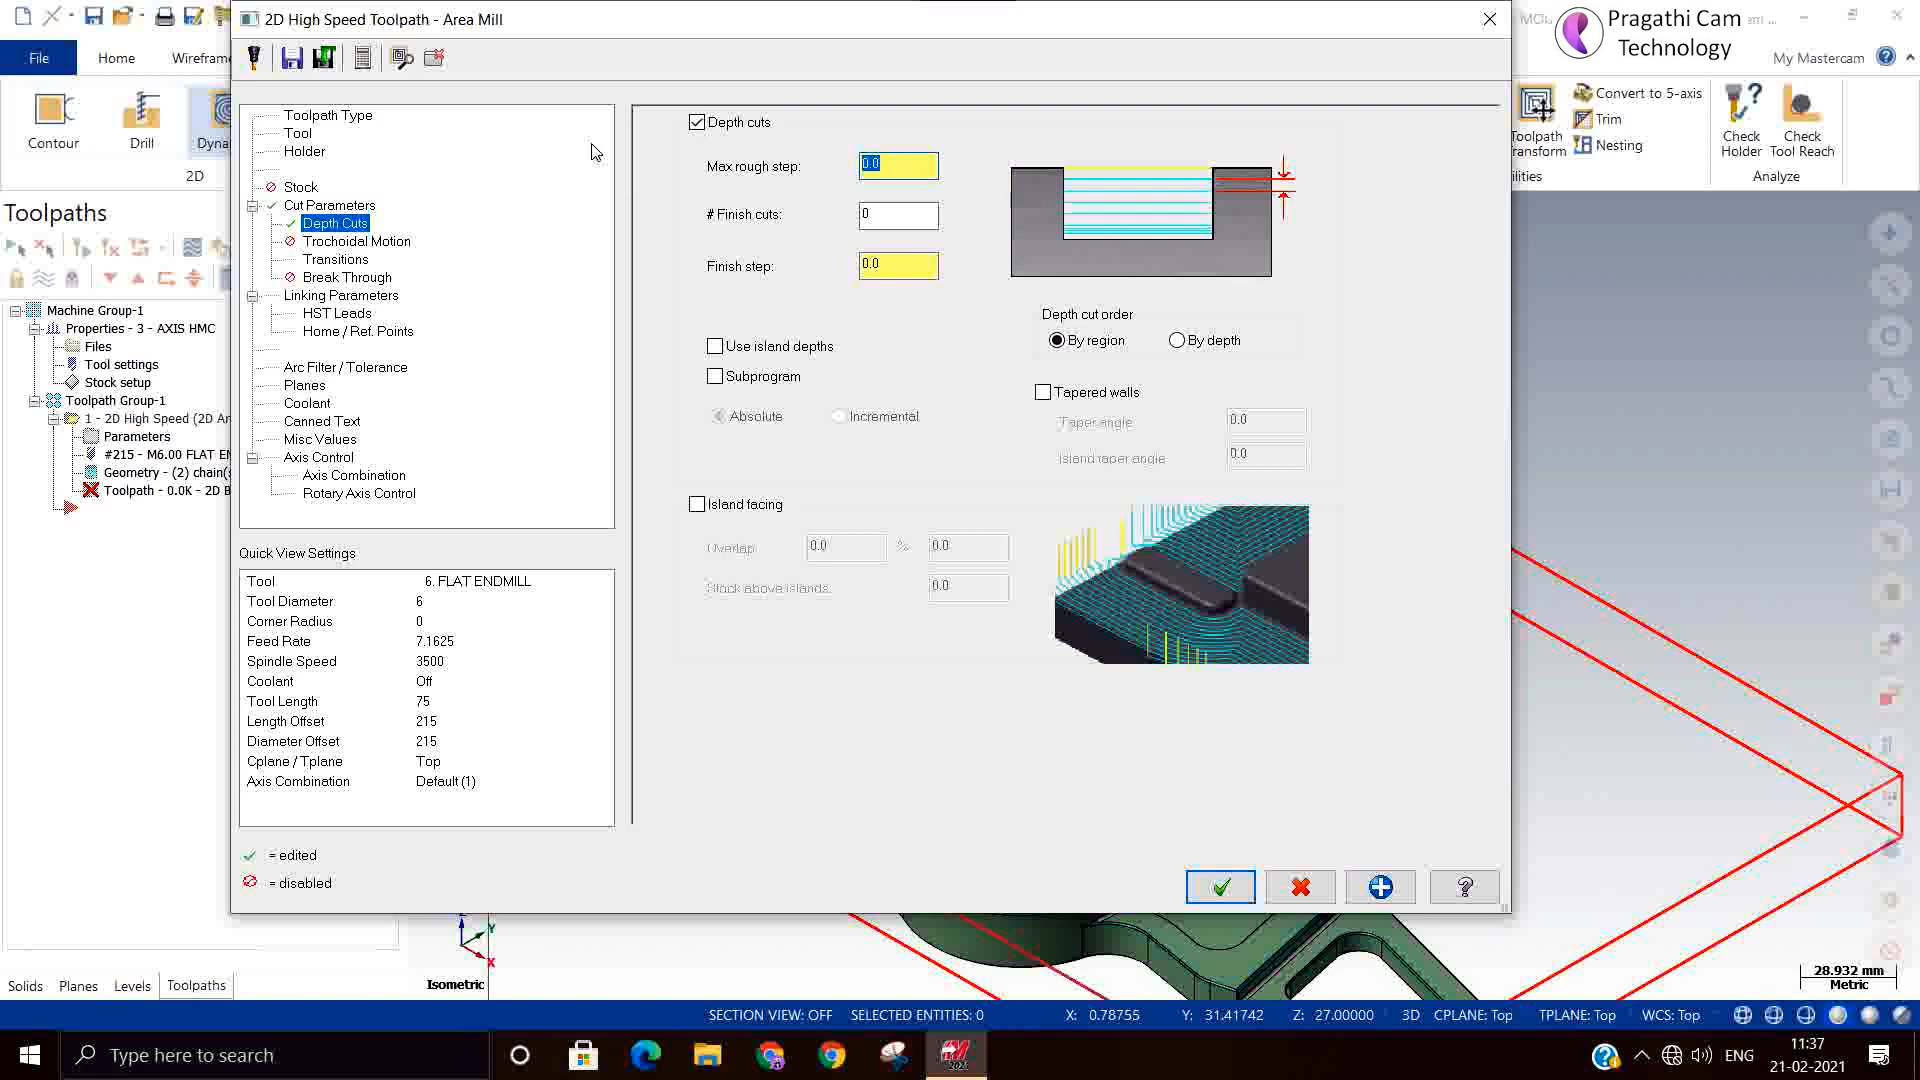 2D High Speed Toolpath - Area Mill
Pragathi Cam
Technology
File
Home
Wireframe
My Mastercam
Contour
Drill
Dyna
2D
Convert to 5-axis
Trim
Nesting
Toolpath
Transform
Check
Holder
Check
Tool Reach
ilities
Analyze
Toolpaths
Machine Group-1
Properties - 3 - AXIS HMC
Files
Tool settings
Stock setup
Toolpath Group-1
1 - 2D High Speed (2D Ar
Parameters
#215 - M6.00 FLAT EN
Geometry - (2) chain(s
Toolpath - 0.0K - 2D B
Toolpath Type
Tool
Holder
Stock
Cut Parameters
Depth Cuts
Trochoidal Motion
Transitions
Break Through
Linking Parameters
HST Leads
Home / Ref. Points
Arc Filter / Tolerance
Planes
Coolant
Canned Text
Misc Values
Axis Control
Axis Combination
Rotary Axis Control
Quick View Settings
Tool 6. FLAT ENDMILL
Tool Diameter 6
Corner Radius 0
Feed Rate 7.1625
Spindle Speed 3500
Coolant Off
Tool Length 75
Length Offset 215
Diameter Offset 215
Cplane / Tplane Top
Axis Combination Default (1)
= edited
= disabled
Depth cuts
Max rough step: 0.0
# Finish cuts: 0
Finish step: 0.0
Depth cut order
By region By depth
Use island depths
Subprogram
Absolute Incremental
Tapered walls
Taper angle 0.0
Island taper angle 0.0
Island facing
Overlap 0.0 % 0.0
Stock above islands: 0.0
Solids Planes Levels Toolpaths
Isometric
Z Y X
28.932 mm
Metric
SECTION VIEW: OFF SELECTED ENTITIES: 0 X: 0.78755 Y: 31.41742 Z: 27.00000 3D CPLANE: Top TPLANE: Top WCS: Top
Type here to search
2021
ENG
11:37
21-02-2021